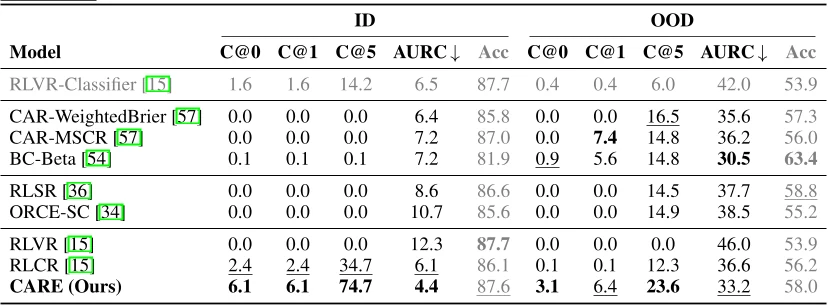 ID OOD
Model C@0 C@1 C@5 AURC↓ Acc C@0 C@1 C@5 AURC↓ Acc
RLVR-Classifier [15] 1.6 1.6 14.2 6.5 87.7 0.4 0.4 6.0 42.0 53.9
CAR-WeightedBrier [57] 0.0 0.0 0.0 6.4 85.8 0.0 0.0 16.5 35.6 57.3
CAR-MSCR [57] 0.0 0.0 0.0 7.2 87.0 0.0 7.4 14.8 36.2 56.0
BC-Beta [54] 0.1 0.1 0.1 7.2 81.9 0.9 5.6 14.8 30.5 63.4
RLSR [36] 0.0 0.0 0.0 8.6 86.6 0.0 0.0 14.5 37.7 58.8
ORCE-SC [34] 0.0 0.0 0.0 10.7 85.6 0.0 0.0 14.9 38.5 55.2
RLVR [15] 0.0 0.0 0.0 12.3 87.7 0.0 0.0 0.0 46.0 53.9
RLCR [15] 2.4 2.4 34.7 6.1 86.1 0.1 0.1 12.3 36.6 56.2
CARE (Ours) 6.1 6.1 74.7 4.4 87.6 3.1 6.4 23.6 33.2 58.0